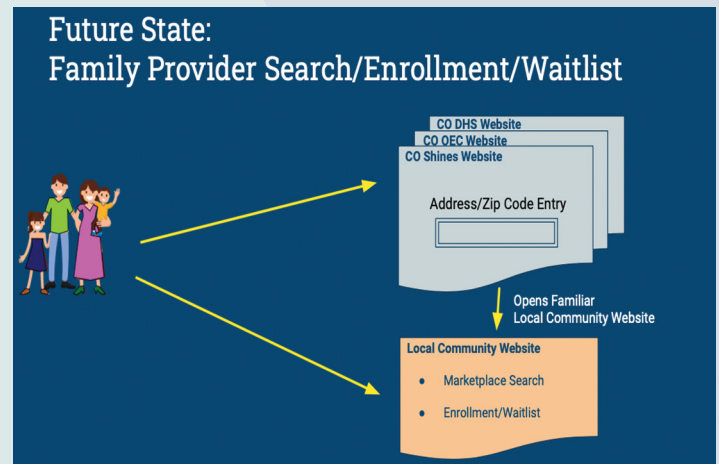 Future State:
Family Provider Search/Enrollment/Waitlist
CO DHS Website
CO OEC Website
CO Shines Website
Address/Zip Code Entry
Opens Familiar
Local Community Website
Local Community Website
● Marketplace Search
● Enrollment/Waitlist